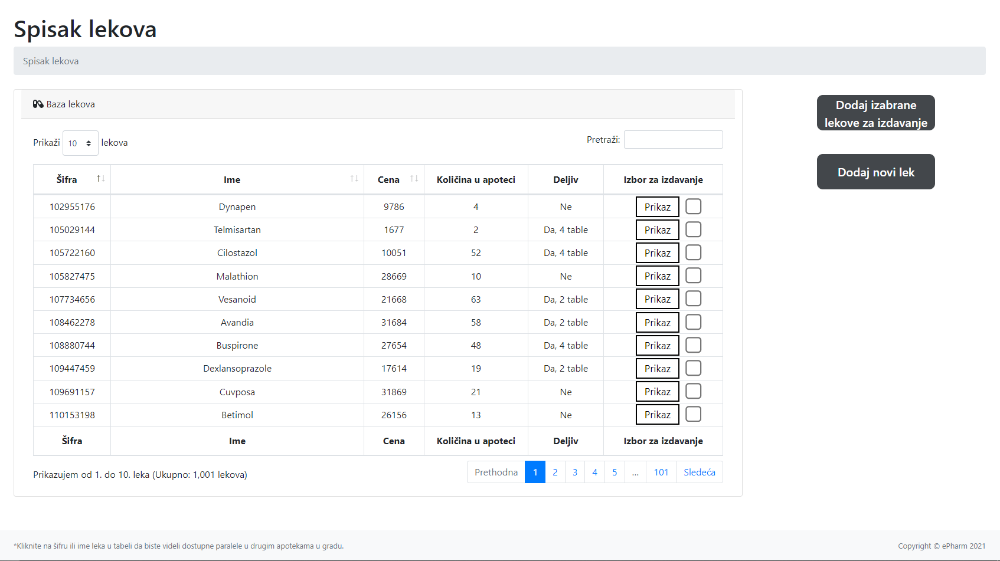 Spisak lekova
Spisak lekova
Baza lekova
Prikaži 10 lekova
Pretraži:
Šifra Ime Cena Količina u apoteci Deljiv Izbor za izdavanje
102955176 Dynapen 9786 4 Ne Prikaz
105029144 Telmisartan 1677 2 Da, 4 table Prikaz
105722160 Cilostazol 10051 52 Da, 4 table Prikaz
105827475 Malathion 28669 10 Ne Prikaz
107734656 Vesanoid 21668 63 Da, 2 table Prikaz
108462278 Avandia 31684 58 Da, 2 table Prikaz
108880744 Buspirone 27654 48 Da, 4 table Prikaz
109447459 Dexlansoprazole 17614 19 Da, 2 table Prikaz
109691157 Cuvposa 31869 21 Ne Prikaz
110153198 Betimol 26156 13 Ne Prikaz
Šifra Ime Cena Količina u apoteci Deljiv Izbor za izdavanje
Prikazujem od 1. do 10. leka (Ukupno: 1,001 lekova)
Prethodna 1 2 3 4 5 ... 101 Sledeća
Dodaj izabrane
lekove za izdavanje
Dodaj novi lek
*Kliknite na šifru ili ime leka u tabeli da biste videli dostupne paralele u drugim apotekama u gradu.
Copyright © ePharm 2021